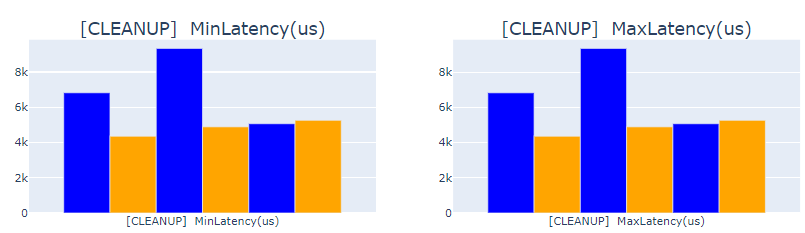 [CLEANUP]  MinLatency(us)
8k
6k
4k
2k
0
[CLEANUP]  MinLatency(us)
[CLEANUP]  MaxLatency(us)
8k
6k
4k
2k
0
[CLEANUP]  MaxLatency(us)